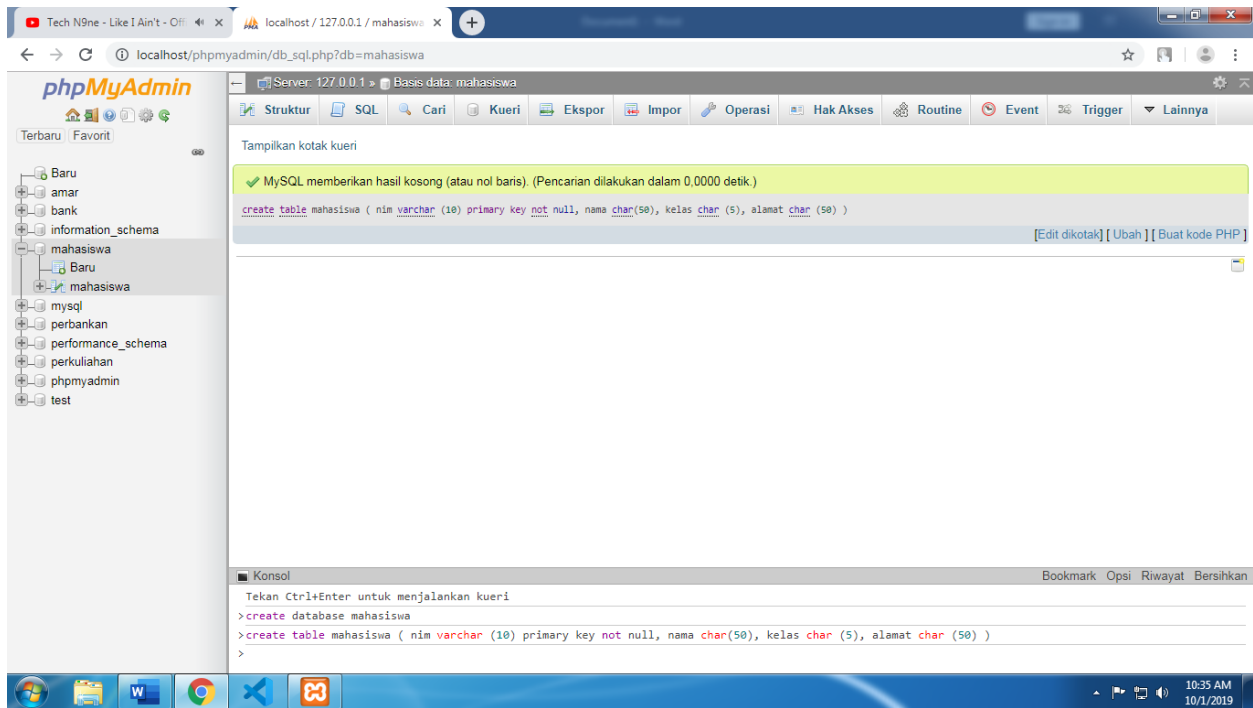 Tech N9ne - Like I Ain't - Off
localhost / 127.0.0.1 / mahasiswa
localhost/phpmyadmin/db_sql.php?db=mahasiswa
phpMyAdmin
Terbaru Favorit
Baru
amar
bank
information_schema
mahasiswa
Baru
mahasiswa
mysql
perbankan
performance_schema
perkuliahan
phpmyadmin
test
Server: 127.0.0.1 » Basis data: mahasiswa
Struktur SQL Cari Kueri Ekspor Impor Operasi Hak Akses Routine Event Trigger Lainnya
Tampilkan kotak kueri
MySQL memberikan hasil kosong (atau nol baris). (Pencarian dilakukan dalam 0,0000 detik.)
create table mahasiswa ( nim varchar (10) primary key not null, nama char(50), kelas char (5), alamat char (50) )
[Edit dikotak] [ Ubah ] [ Buat kode PHP ]
Konsol Bookmark Opsi Riwayat Bersihkan
Tekan Ctrl+Enter untuk menjalankan kueri
>create database mahasiswa
>create table mahasiswa ( nim varchar (10) primary key not null, nama char(50), kelas char (5), alamat char (50) )
>
10:35 AM
10/1/2019